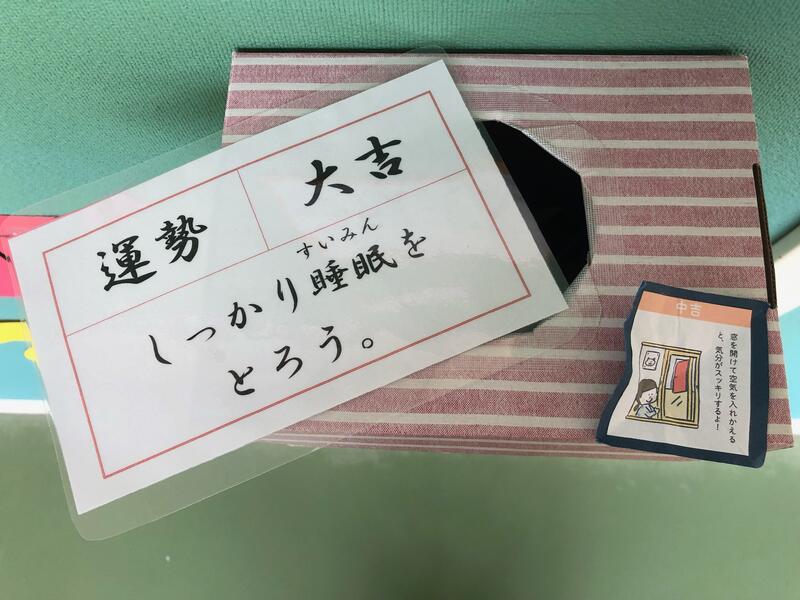 運勢
大吉
すいみん
しっかり睡眠を
とろう。
中吉
窓を開けて空気を入れかえる
と、気分がスッキリするよ！